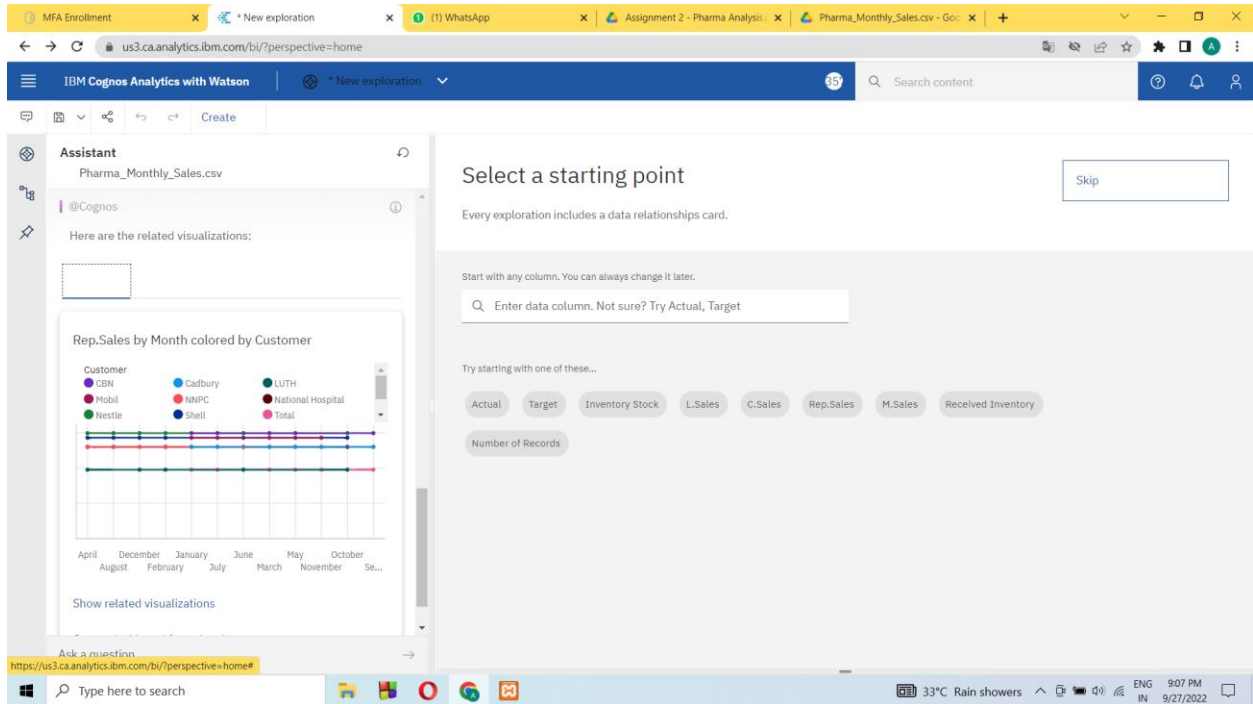 MFA Enrollment
* New exploration
(1) WhatsApp
Assignment 2 - Pharma Analysis
Pharma_Monthly_Sales.csv - Goo
us3.ca.analytics.ibm.com/bi/?perspective=home
A
IBM Cognos Analytics with Watson
* New exploration
Search content
Create
Assistant
Pharma_Monthly_Sales.csv
@Cognos
Here are the related visualizations:
Rep.Sales by Month colored by Customer
Customer
CBN Cadbury LUTH
Mobil NNPC National Hospital
Nestle Shell Total
April December January June May October
August February July March November Se...
Show related visualizations
Ask a question
https://us3.ca.analytics.ibm.com/bi/?perspective=home#
Select a starting point
Skip
Every exploration includes a data relationships card.
Start with any column. You can always change it later.
Enter data column. Not sure? Try Actual, Target
Try starting with one of these...
Actual Target Inventory Stock L.Sales C.Sales Rep.Sales M.Sales Received Inventory
Number of Records
Type here to search
33°C Rain showers
ENG 9:07 PM
IN 9/27/2022